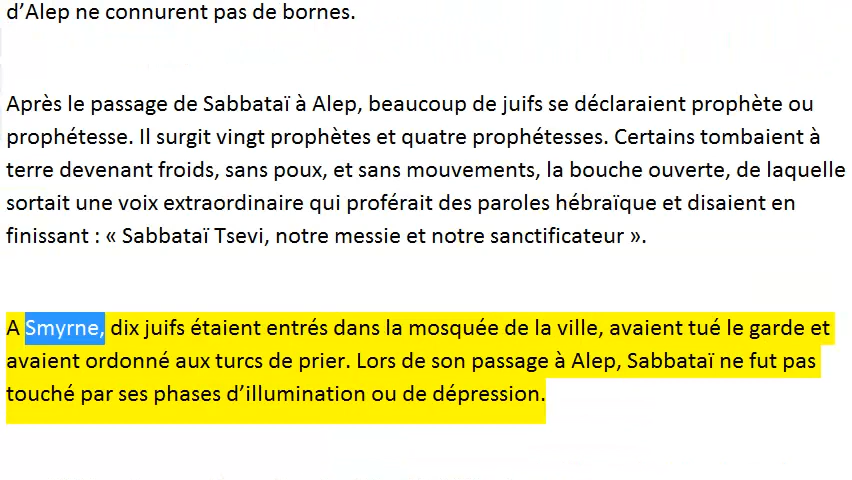 d’Alep ne connurent pas de bornes.
Après le passage de Sabbataï à Alep, beaucoup de juifs se déclaraient prophète ou
prophétesse. Il surgit vingt prophètes et quatre prophétesses. Certains tombaient à
terre devenant froids, sans poux, et sans mouvements, la bouche ouverte, de laquelle
sortait une voix extraordinaire qui proférait des paroles hébraïque et disaient en
finissant : « Sabbataï Tsevi, notre messie et notre sanctificateur ».
A Smyrne, dix juifs étaient entrés dans la mosquée de la ville, avaient tué le garde et
avaient ordonné aux turcs de prier. Lors de son passage à Alep, Sabbataï ne fut pas
touché par ses phases d’illumination ou de dépression.